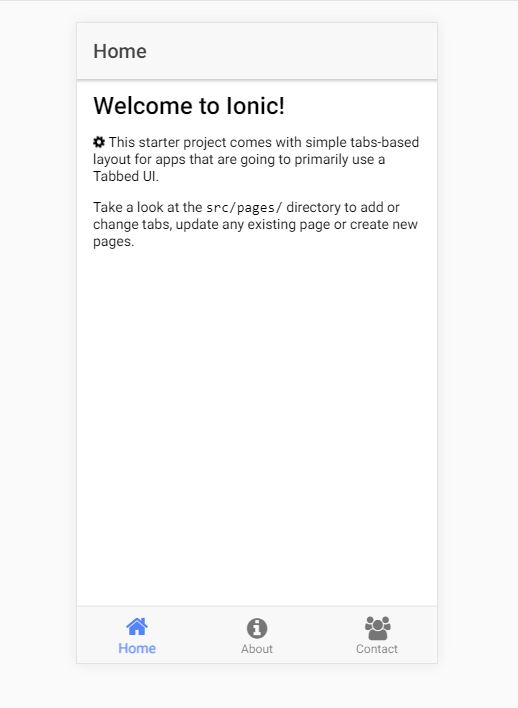 Home
Welcome to Ionic!
This starter project comes with simple tabs-based
layout for apps that are going to primarily use a
Tabbed UI.
Take a look at the src/pages/ directory to add or
change tabs, update any existing page or create new
pages.
Home
About
Contact